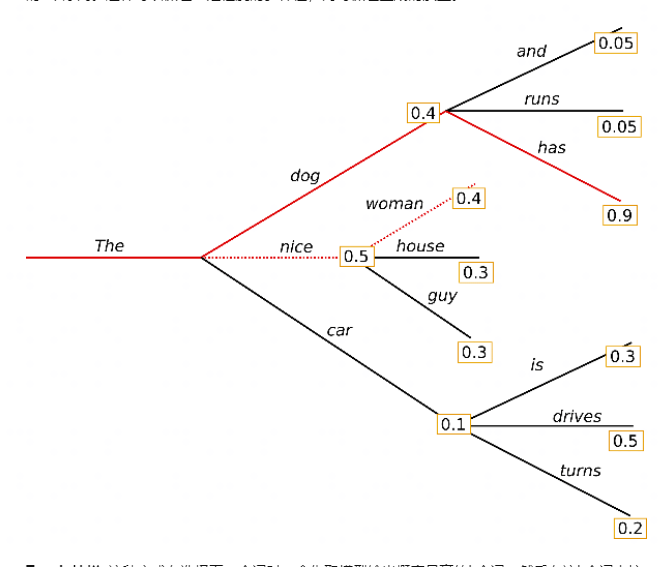 and
0.05
runs
0.4
0.05
has
dog
woman
0.4
0.9
The
nice
0.5
house
0.3
guy
car
0.3
is
0.3
0.1
drives
0.5
turns
0.2